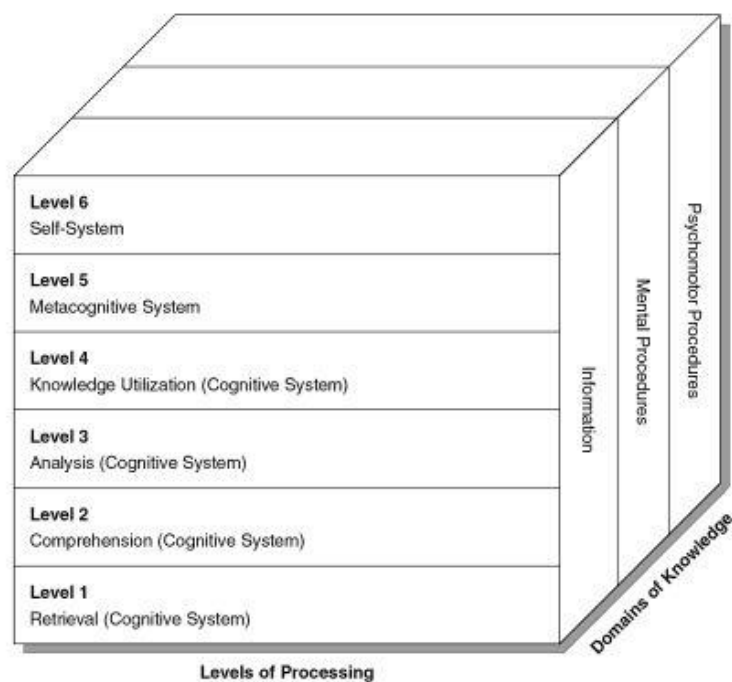 Level 6
Self-System
Level 5
Metacognitive System
Level 4
Knowledge Utilization (Cognitive System)
Level 3
Analysis (Cognitive System)
Level 2
Comprehension (Cognitive System)
Level 1
Retrieval (Cognitive System)
Information
Mental Procedures
Psychomotor Procedures
Levels of Processing
Domains of Knowledge